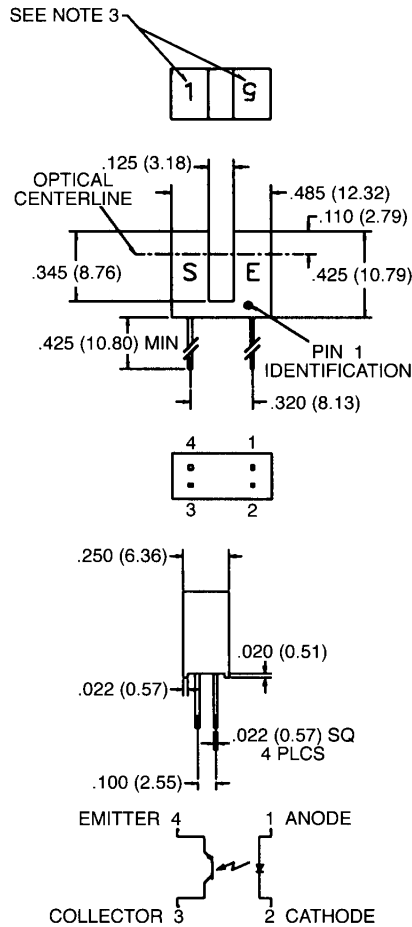 SEE NOTE 3
1 5
.125 (3.18)
OPTICAL
CENTERLINE
.485 (12.32)
.110 (2.79)
S E
.345 (8.76)
.425 (10.79)
.425 (10.80) MIN
PIN 1
IDENTIFICATION
.320 (8.13)
4 1
3 2
.250 (6.36)
.020 (0.51)
.022 (0.57)
.022 (0.57) SQ
4 PLCS
.100 (2.55)
EMITTER 4 1 ANODE
COLLECTOR 3 2 CATHODE